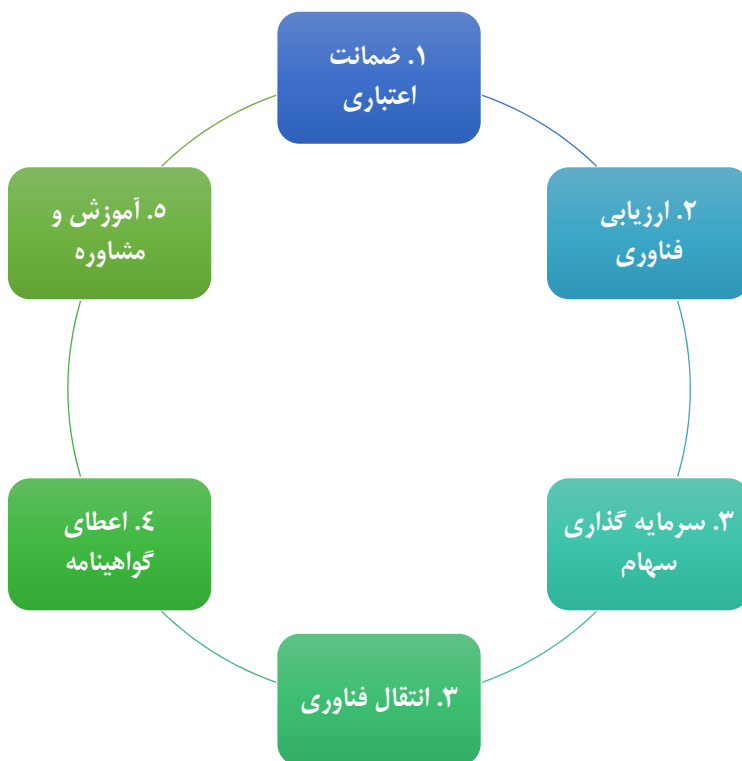 ۱. ضمانت
اعتباری
۲. ارزیابی
فناوری
۳. سرمایه گذاری
سهام
۳. انتقال فناوری
٤. اعطای
گواهینامه
۵. آموزش و
مشاوره